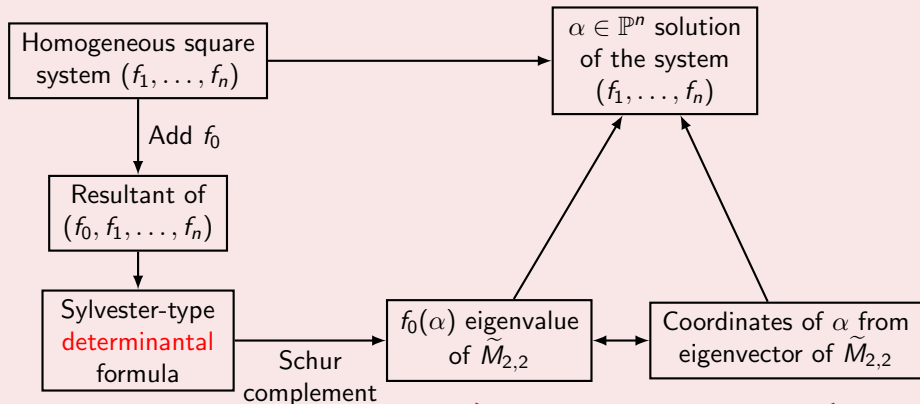 Homogeneous square
system (f₁, . . . , fₙ)
α ∈ ℙⁿ solution
of the system
(f₁, . . . , fₙ)
Add f₀
Resultant of
(f₀, f₁, . . . , fₙ)
Sylvester-type
determinantal
formula
Schur
complement
f₀(α) eigenvalue
of M̃₂,₂
Coordinates of α from
eigenvector of M̃₂,₂